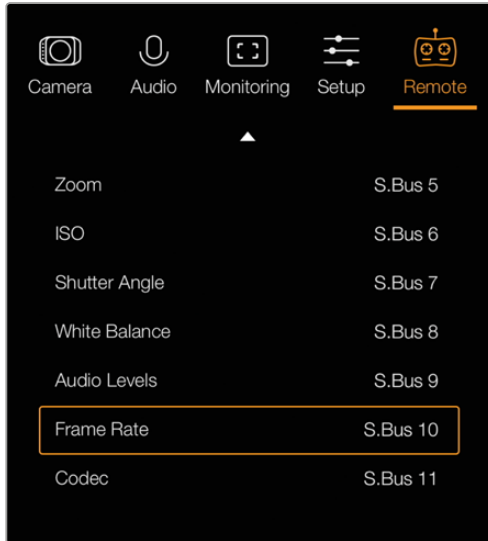 Camera Audio Monitoring Setup Remote
Zoom S.Bus 5
ISO S.Bus 6
Shutter Angle S.Bus 7
White Balance S.Bus 8
Audio Levels S.Bus 9
Frame Rate S.Bus 10
Codec S.Bus 11